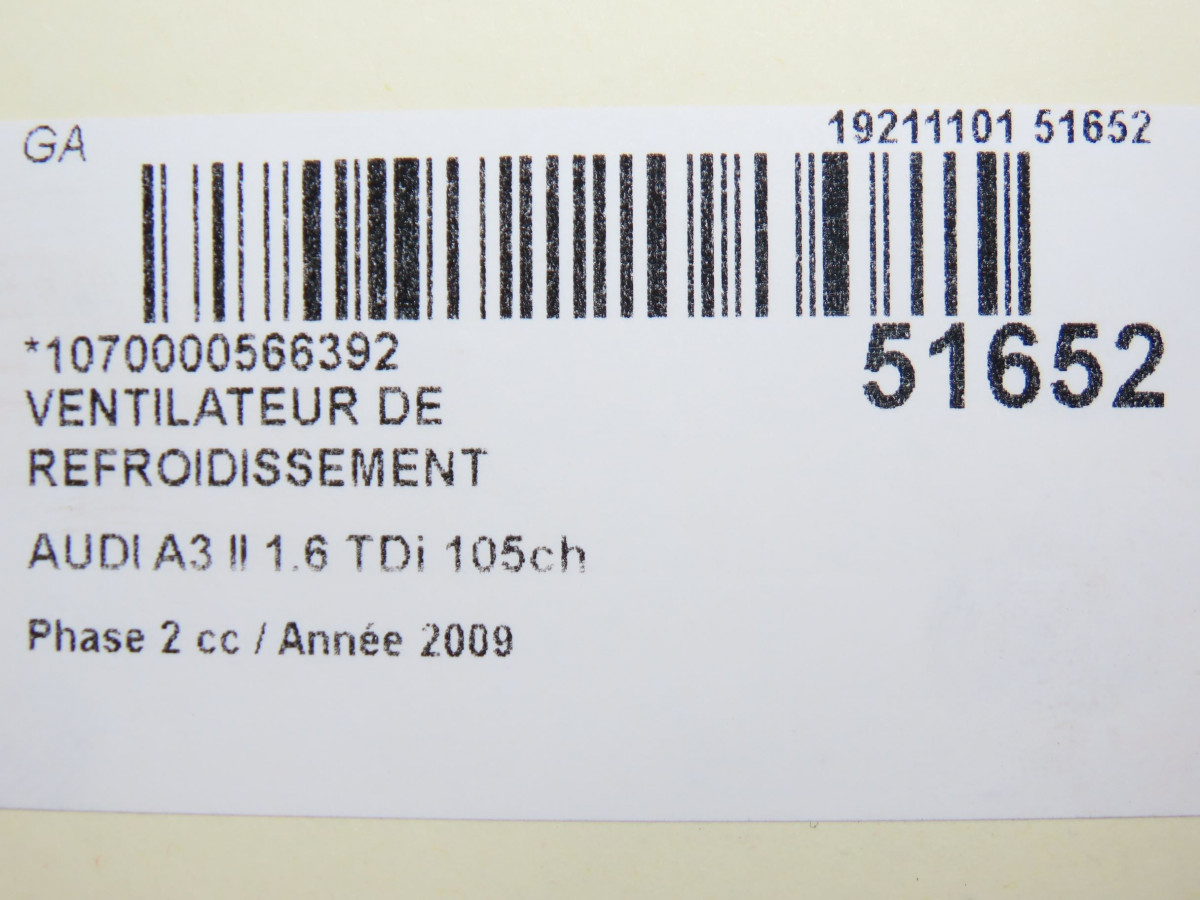 GA
19211101 51652
*1070000566392
51652
VENTILATEUR DE
REFROIDISSEMENT
AUDI A3 II 1.6 TDi 105ch
Phase 2 cc / Année 2009